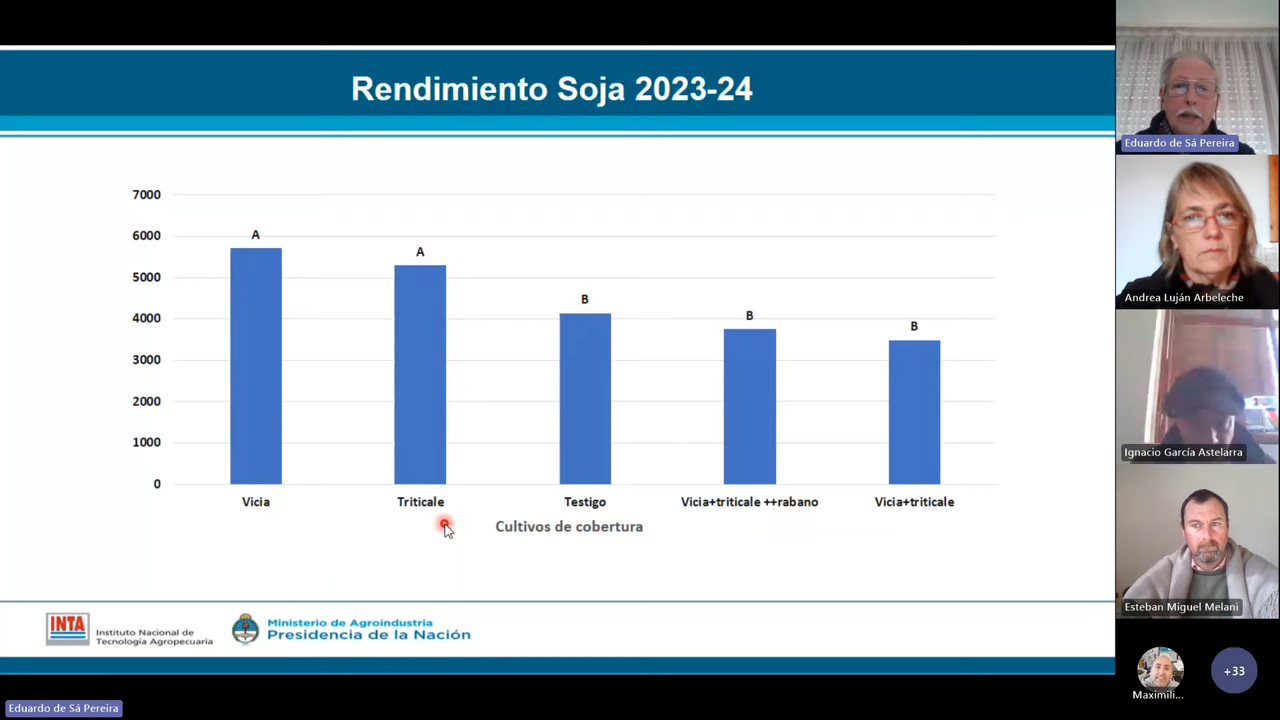 Rendimiento Soja 2023-24
7000
6000
5000
4000
3000
2000
1000
0
A
A
B
B
B
Vicia
Triticale
Testigo
Vicia+triticale ++rabano
Vicia+triticale
Cultivos de cobertura
INTA
Instituto Nacional de
Tecnología Agropecuaria
Ministerio de Agroindustria
Presidencia de la Nación
Eduardo de Sá Pereira
Eduardo de Sá Pereira
Andrea Luján Arbeleche
Ignacio García Astelarra
Esteban Miguel Melani
Maximili...
+33